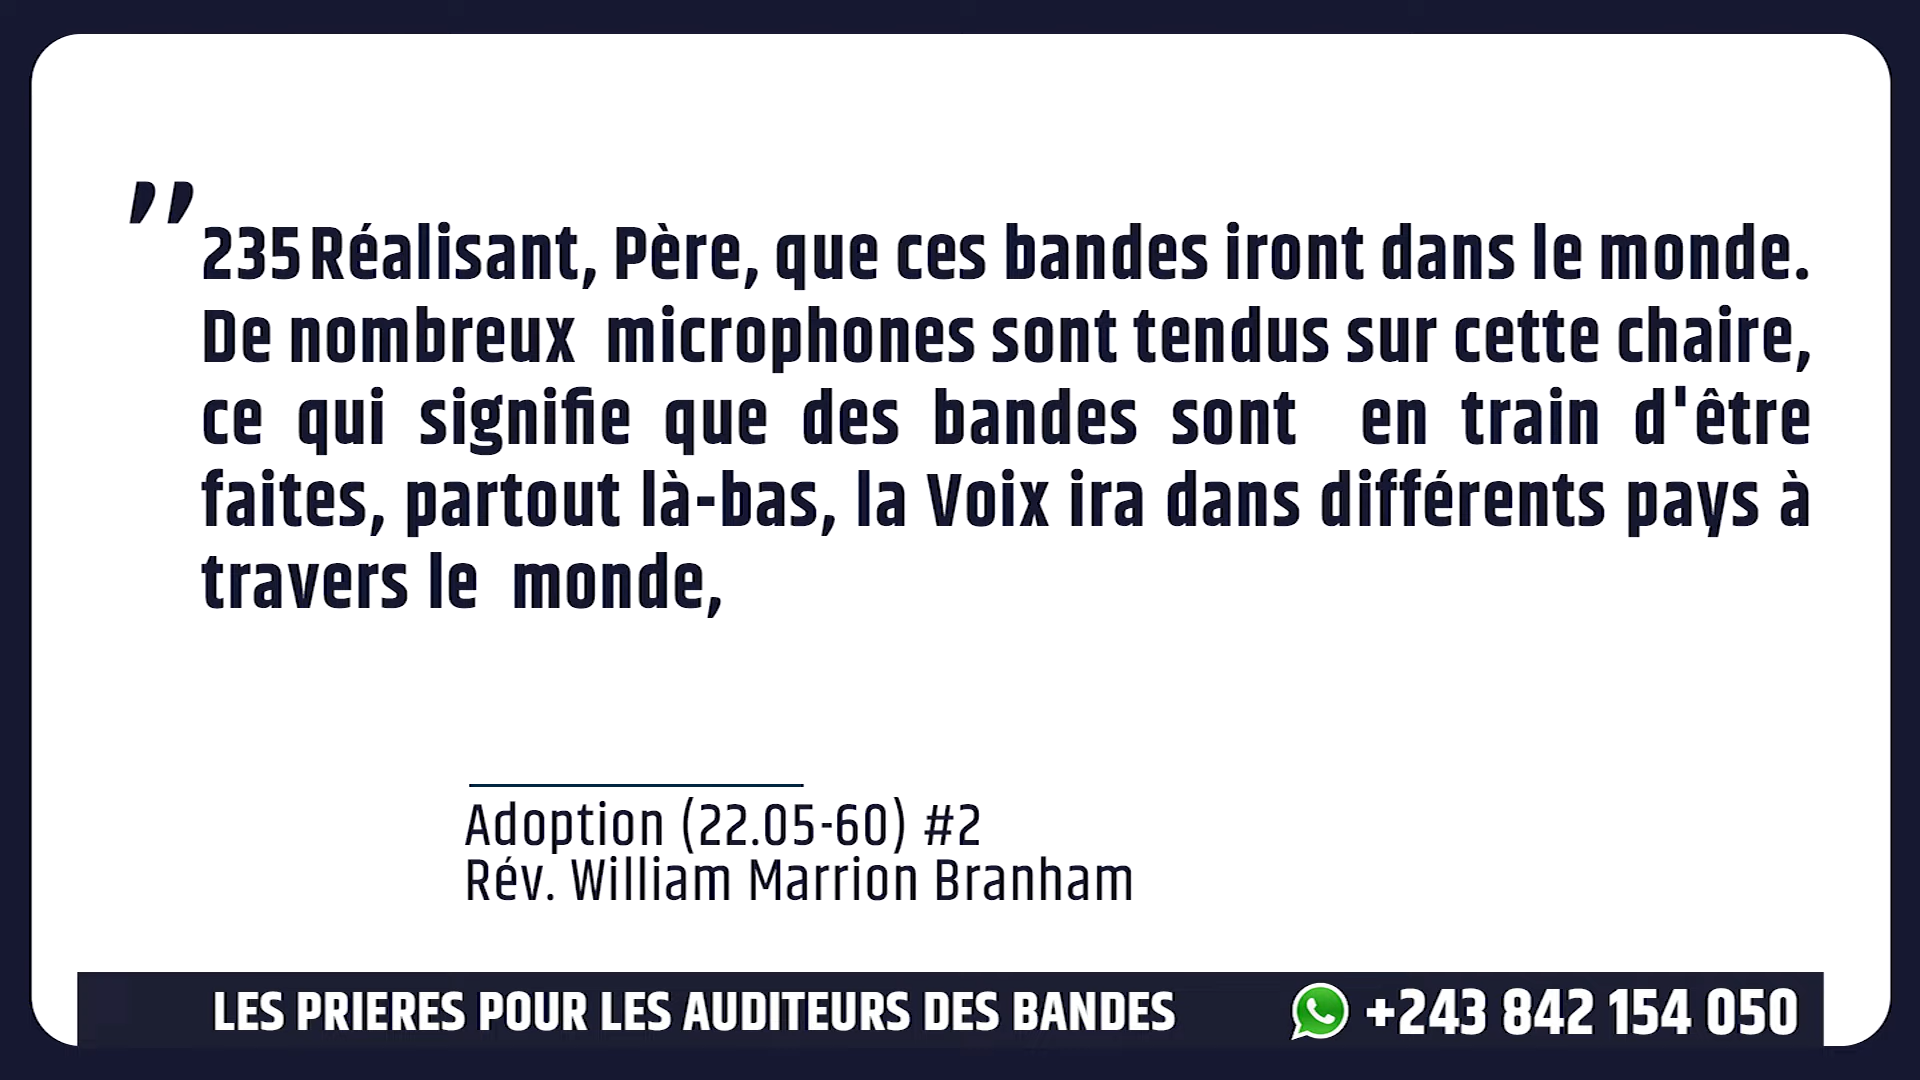 ”
235 Réalisant, Père, que ces bandes iront dans le monde.
De nombreux microphones sont tendus sur cette chaire,
ce qui signifie que des bandes sont en train d'être
faites, partout là-bas, la Voix ira dans différents pays à
travers le monde,
Adoption (22.05-60) #2
Rév. William Marrion Branham
LES PRIERES POUR LES AUDITEURS DES BANDES
+243 842 154 050